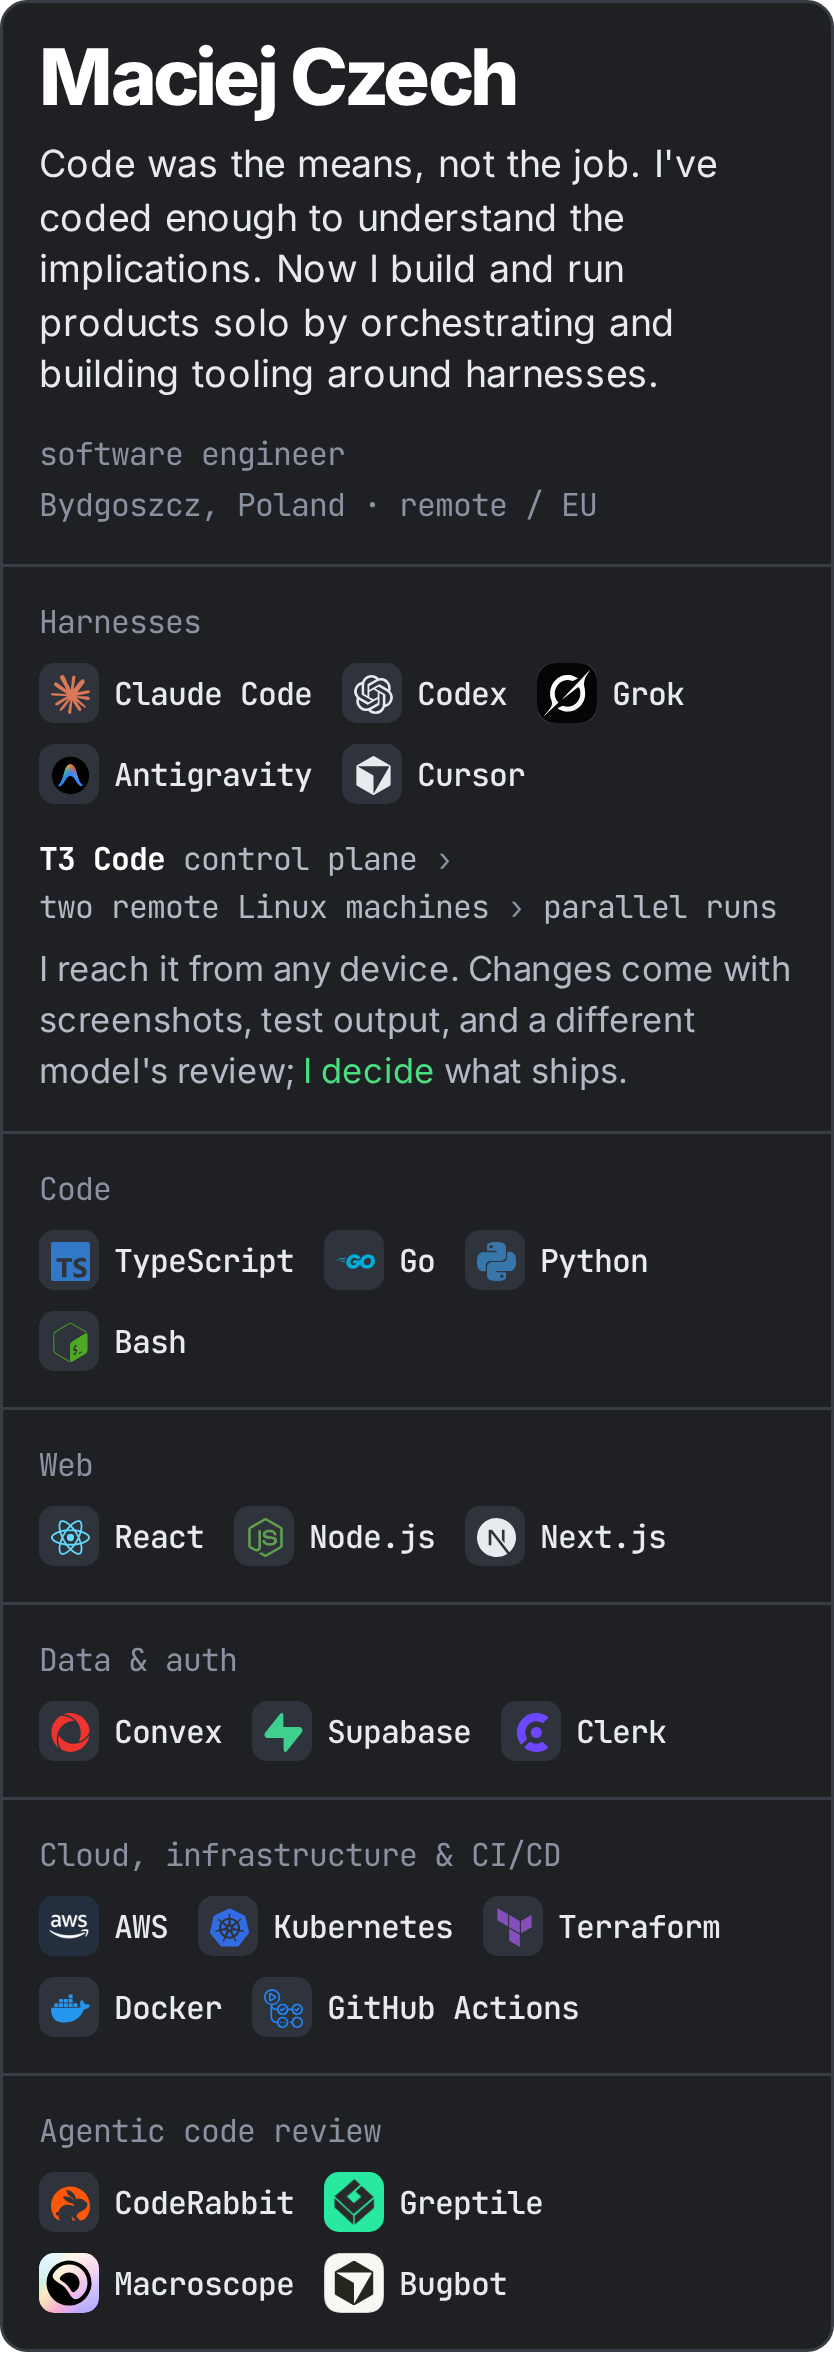 Maciej Czech
Code was the means, not the job. I've
coded enough to understand the
implications. Now I build and run
products solo by orchestrating and
building tooling around harnesses.
software engineer
Bydgoszcz, Poland · remote / EU
Harnesses
Claude Code Codex Grok
Antigravity Cursor
T3 Code control plane ›
two remote Linux machines › parallel runs
I reach it from any device. Changes come with
screenshots, test output, and a different
model's review; I decide what ships.
Code
TS TypeScript GO Go Python
$_ Bash
Web
React JS Node.js N Next.js
Data & auth
Convex Supabase Clerk
Cloud, infrastructure & CI/CD
aws AWS Kubernetes Terraform
Docker GitHub Actions
Agentic code review
CodeRabbit Greptile
Macroscope Bugbot